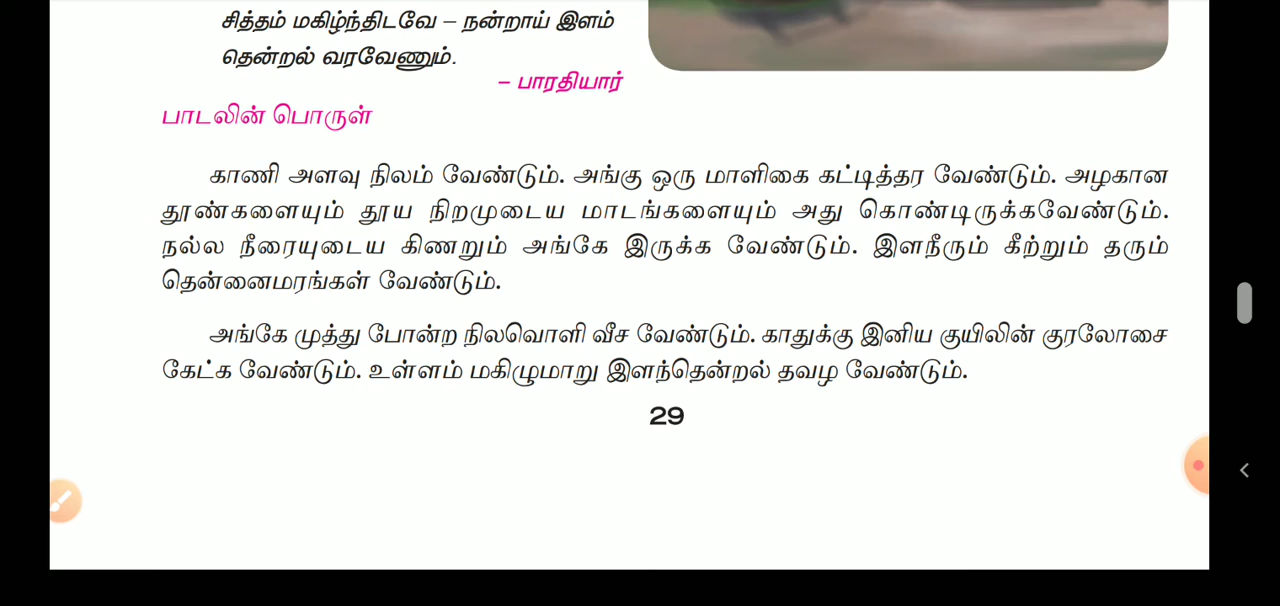 சித்தம் மகிழ்ந்திடவே – நன்றாய் இளம்
தென்றல் வரவேணும்.
– பாரதியார்
பாடலின் பொருள்
காணி அளவு நிலம் வேண்டும். அங்கு ஒரு மாளிகை கட்டித்தர வேண்டும். அழகான
தூண்களையும் தூய நிறமுடைய மாடங்களையும் அது கொண்டிருக்கவேண்டும்.
நல்ல நீரையுடைய கிணறும் அங்கே இருக்க வேண்டும். இளநீரும் கீற்றும் தரும்
தென்னைமரங்கள் வேண்டும்.
அங்கே முத்து போன்ற நிலவொளி வீச வேண்டும். காதுக்கு இனிய குயிலின் குரலோசை
கேட்க வேண்டும். உள்ளம் மகிழுமாறு இளந்தென்றல் தவழ வேண்டும்.
29